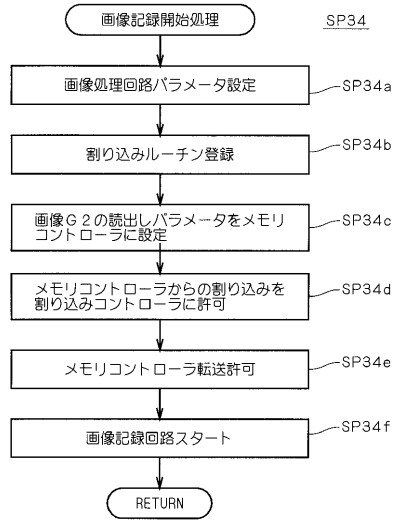 画像記録開始処理
SP34
画像処理回路パラメータ設定
SP34a
割り込みルーチン登録
SP34b
画像G2の読出しパラメータをメモリ
コントローラに設定
SP34c
メモリコントローラからの割り込みを
割り込みコントローラに許可
SP34d
メモリコントローラ転送許可
SP34e
画像記録回路スタート
SP34f
RETURN